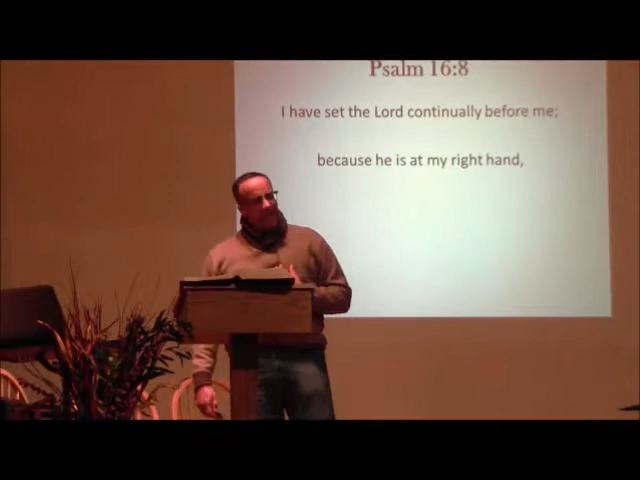 Psalm 16:8
I have set the Lord continually before me;
because he is at my right hand,